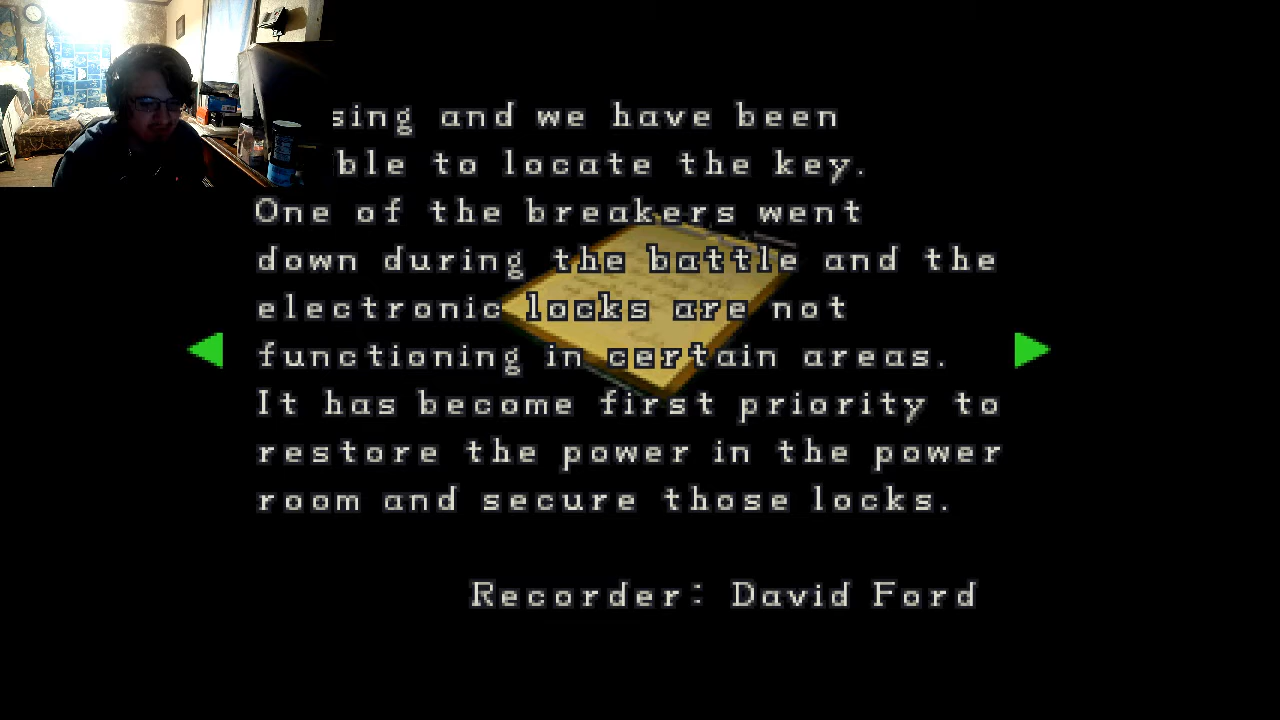 and we have been
to locate the key.
One of the breakers went
down during the battle and the
electronic locks are not
functioning in certain areas.
It has become first priority to
restore the power in the power
room and secure those locks.
Recorder: David Ford